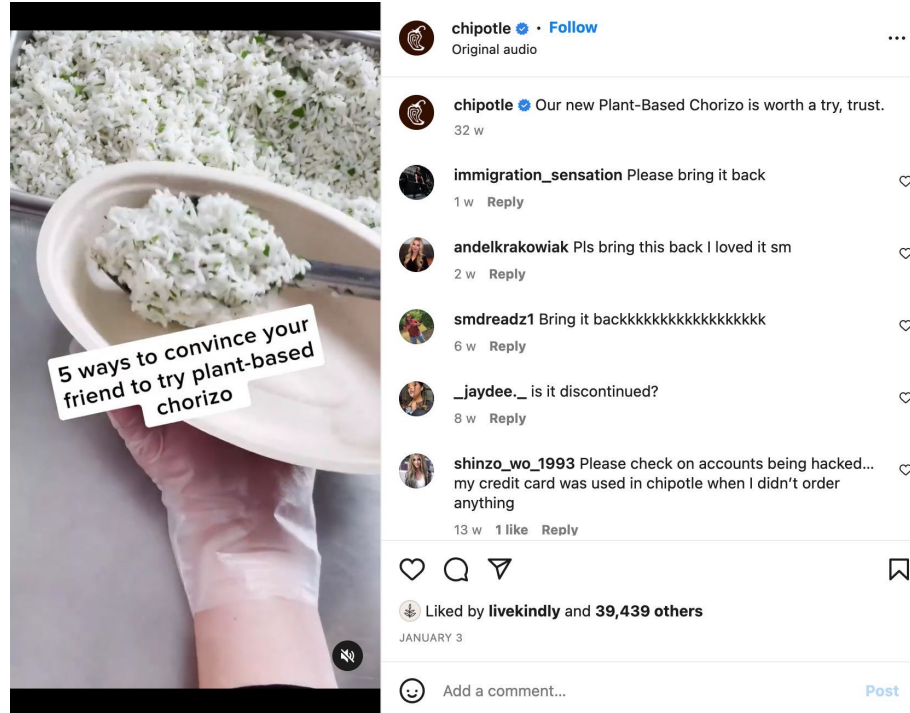 5 ways to convince your
friend to try plant-based
chorizo
chipotle • Follow
Original audio
chipotle Our new Plant-Based Chorizo is worth a try, trust.
32 w
immigration_sensation Please bring it back
1 w Reply
andelkrakowiak Pls bring this back I loved it sm
2 w Reply
smdreadz1 Bring it backkkkkkkkkkkkkkkkkk
6 w Reply
_jaydee._ is it discontinued?
8 w Reply
shinzo_wo_1993 Please check on accounts being hacked...
my credit card was used in chipotle when I didn’t order
anything
13 w 1 like Reply
Liked by livekindly and 39,439 others
JANUARY 3
Add a comment...
Post